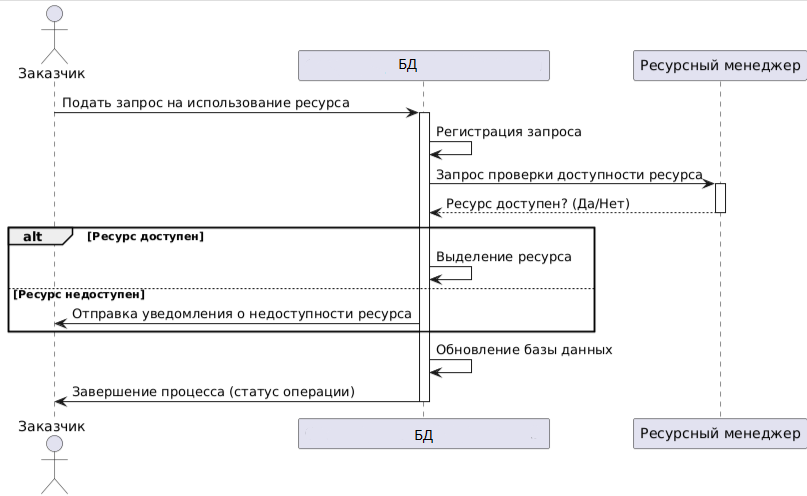 Заказчик
БД
Ресурсный менеджер
Подать запрос на использование ресурса
Регистрация запроса
Запрос проверки доступности ресурса
Ресурс доступен? (Да/Нет)
alt
[Ресурс доступен]
Выделение ресурса
[Ресурс недоступен]
Отправка уведомления о недоступности ресурса
Обновление базы данных
Завершение процесса (статус операции)
Заказчик
БД
Ресурсный менеджер